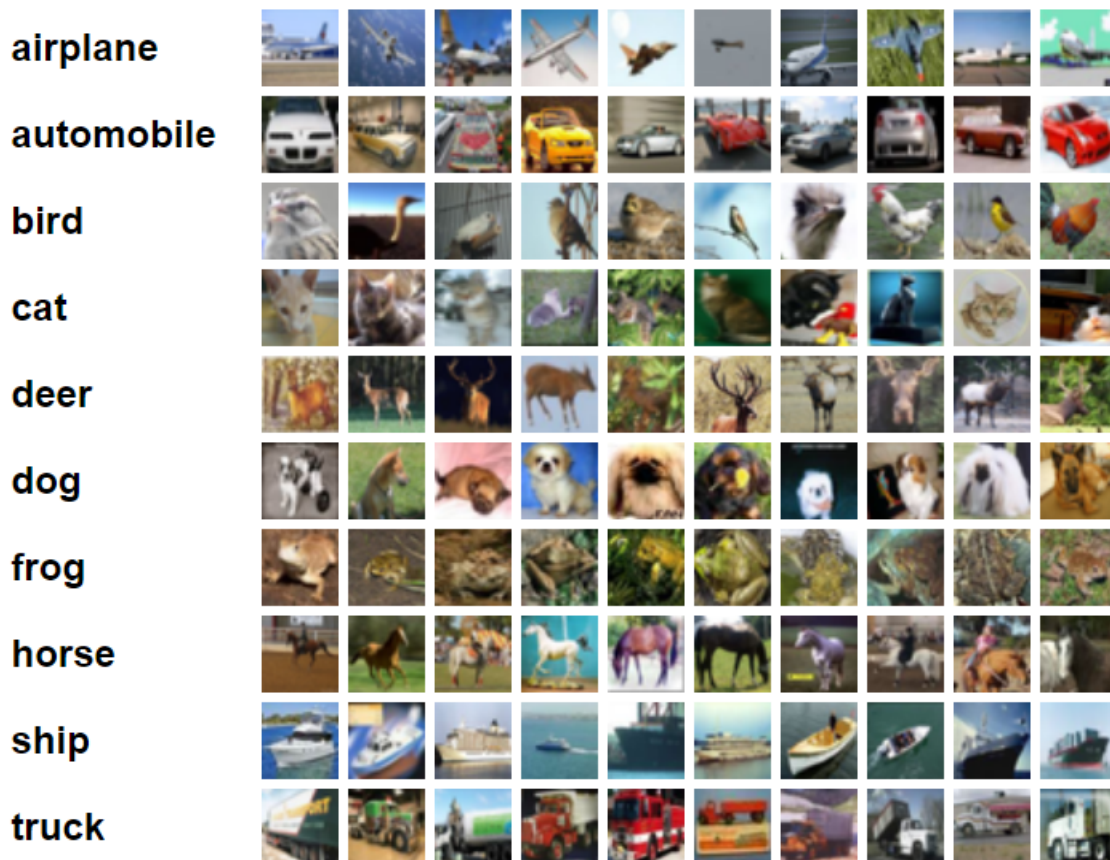 airplane
automobile
bird
cat
deer
dog
frog
horse
ship
truck